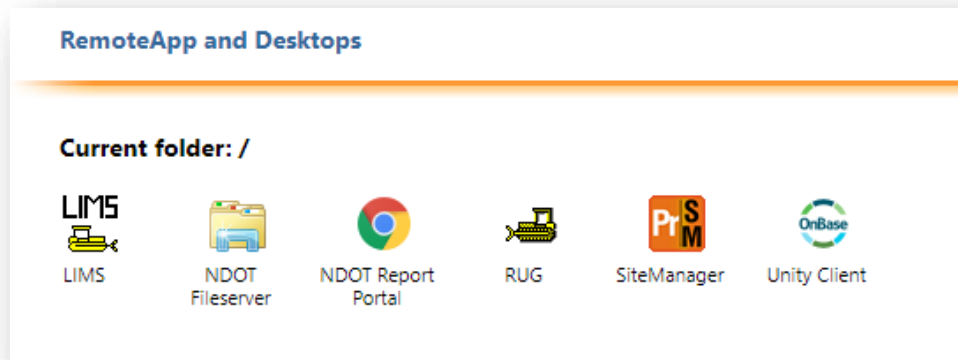 RemoteApp and Desktops
Current folder: /
LIMS
Pr SM
OnBase
LIMS
NDOT Fileserver
NDOT Report Portal
RUG
SiteManager
Unity Client